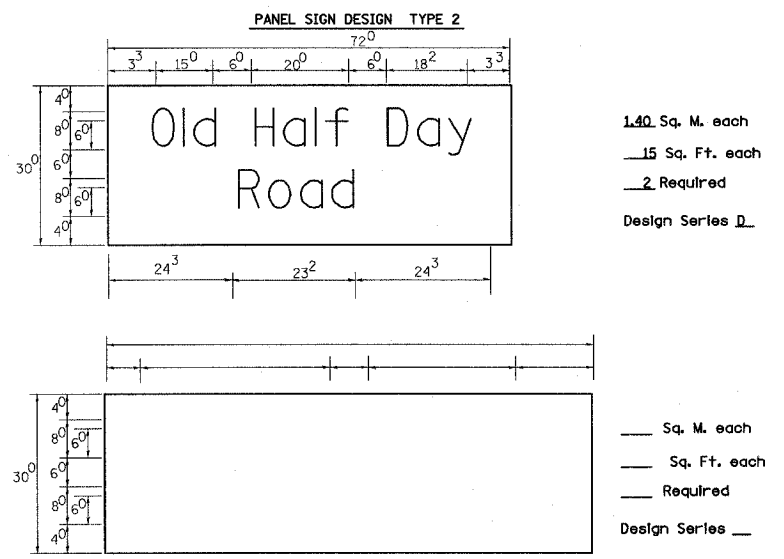 PANEL SIGN DESIGN TYPE 2
72⁰
3³ 15⁰ 6⁰ 20⁰ 6⁰ 18² 3³
30⁰
4⁰
8⁰ 6⁰
6⁰
8⁰ 6⁰
4⁰
Old Half Day
Road
1.40 Sq. M. each
15 Sq. Ft. each
2 Required
Design Series D
24³ 23² 24³
30⁰
4⁰
8⁰ 6⁰
6⁰
8⁰ 6⁰
4⁰
Sq. M. each
Sq. Ft. each
Required
Design Series